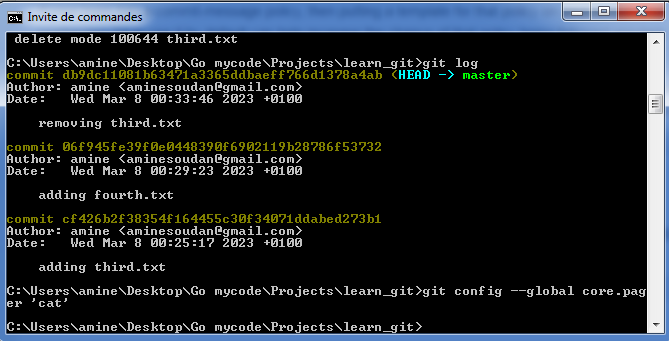 Invite de commandes
delete mode 100644 third.txt
C:\Users\amine\Desktop\Go mycode\Projects\learn_git>git log
commit db9dc11081b63471a3365ddbaeff766d1378a4ab (HEAD -> master)
Author: amine <aminesoudan@gmail.com>
Date:   Wed Mar 8 00:33:46 2023 +0100
    removing third.txt
commit 06f945fe39f0e0448390f6902119b28786f53732
Author: amine <aminesoudan@gmail.com>
Date:   Wed Mar 8 00:29:23 2023 +0100
    adding fourth.txt
commit cf426b2f38354f164455c30f34071ddabed273b1
Author: amine <aminesoudan@gmail.com>
Date:   Wed Mar 8 00:25:17 2023 +0100
    adding third.txt
C:\Users\amine\Desktop\Go mycode\Projects\learn_git>git config --global core.pag
er 'cat'
C:\Users\amine\Desktop\Go mycode\Projects\learn_git>